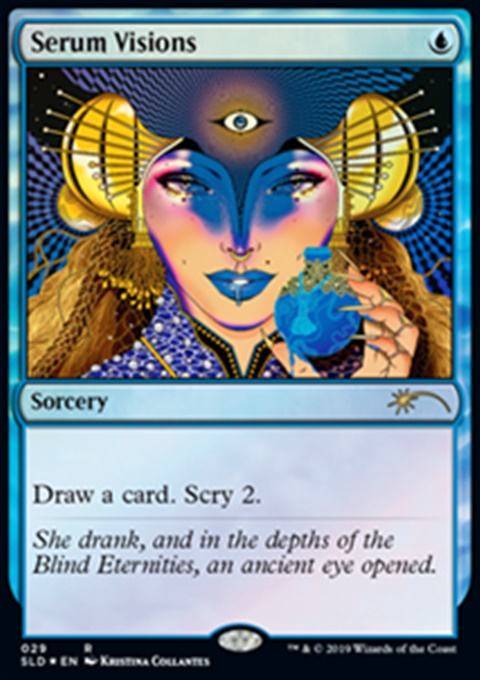 Serum Visions
Sorcery
Draw a card. Scry 2.
She drank, and in the depths of the
Blind Eternities, an ancient eye opened.
029 R
SLD ★ EN Kristina Collantes
™ & © 2019 Wizards of the Coast